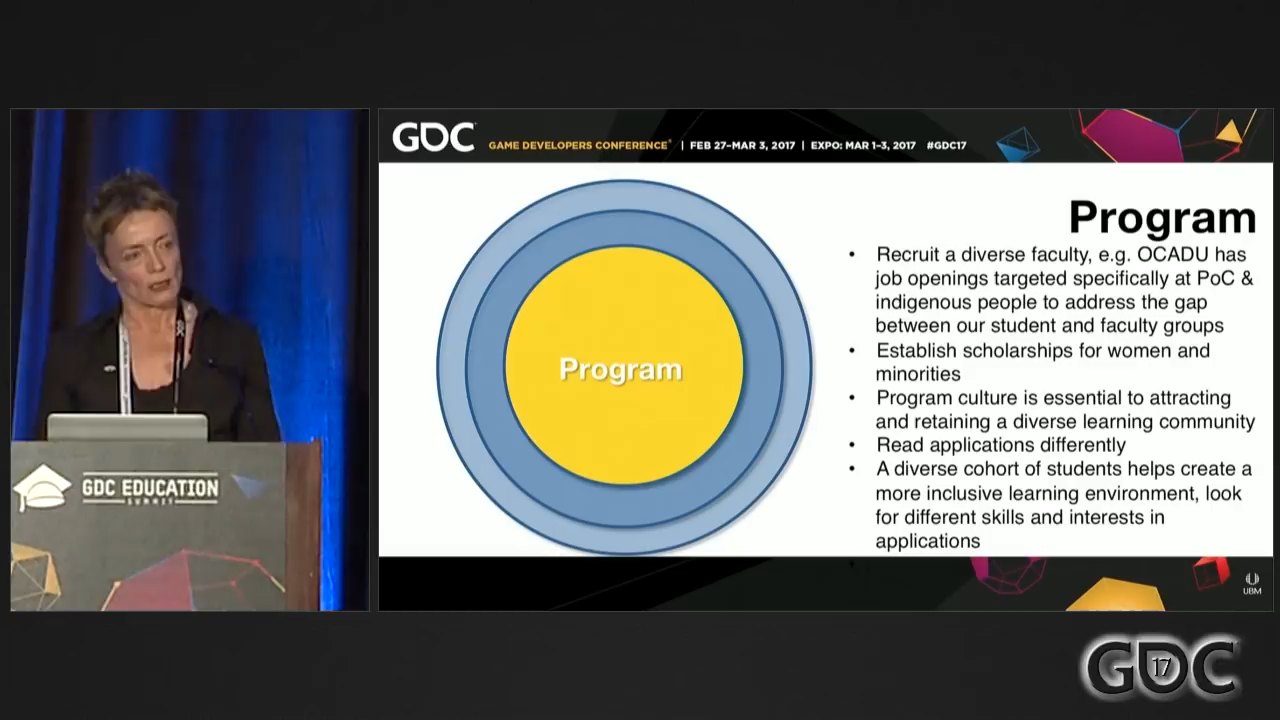 GDC
GAME DEVELOPERS CONFERENCE® | FEB 27–MAR 3, 2017 | EXPO: MAR 1–3, 2017 #GDC17
Program
Program
• Recruit a diverse faculty, e.g. OCADU has
job openings targeted specifically at PoC &
indigenous people to address the gap
between our student and faculty groups
• Establish scholarships for women and
minorities
• Program culture is essential to attracting
and retaining a diverse learning community
• Read applications differently
• A diverse cohort of students helps create a
more inclusive learning environment, look
for different skills and interests in
applications
GDC EDUCATION
SUMMIT
UBM
GDC
17